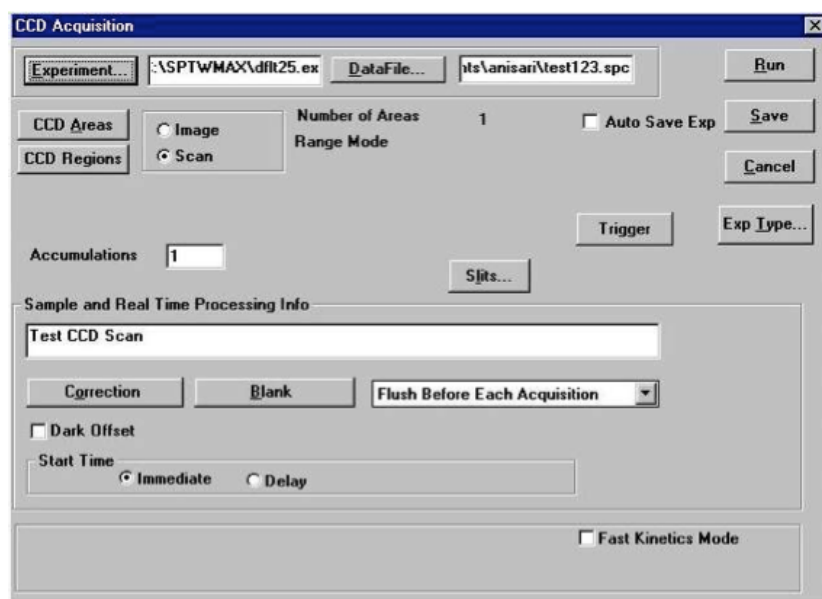 CCD Acquisition
Experiment... :\SPTWMAX\dflt25.ex DataFile... nts\anisari\test123.spc Run
CCD Areas Image Number of Areas 1 Auto Save Exp Save
CCD Regions Scan Range Mode
Cancel
Trigger Exp Type...
Accumulations 1
Slits...
Sample and Real Time Processing Info
Test CCD Scan
Correction Blank Flush Before Each Acquisition
Dark Offset
Start Time
Immediate Delay
Fast Kinetics Mode